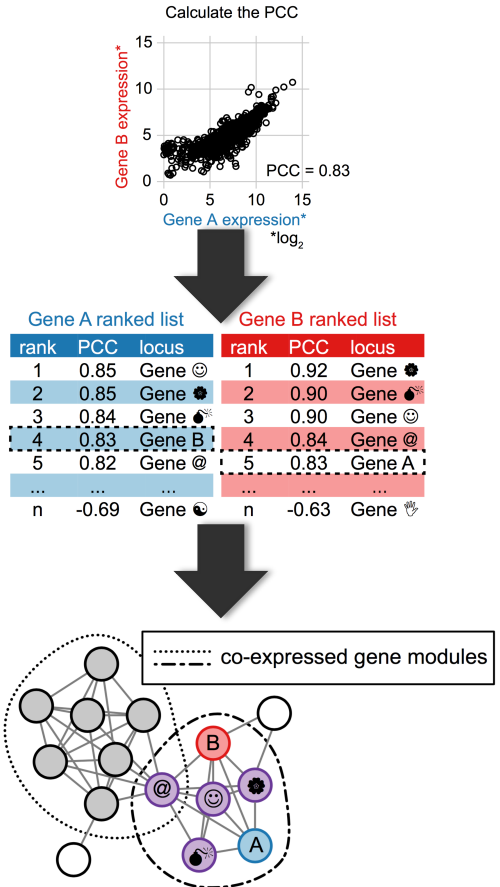 Calculate the PCC
Gene B expression*
15
10
5
0
PCC = 0.83
0 5 10 15
Gene A expression*
*log2
Gene A ranked list
rank PCC locus
1 0.85 Gene ☺
2 0.85 Gene
3 0.84 Gene 💣
4 0.83 Gene B
5 0.82 Gene @
... ... ...
n -0.69 Gene ☯
Gene B ranked list
rank PCC locus
1 0.92 Gene
2 0.90 Gene 💣
3 0.90 Gene ☺
4 0.84 Gene @
5 0.83 Gene A
... ... ...
n -0.63 Gene
co-expressed gene modules
B
@
A